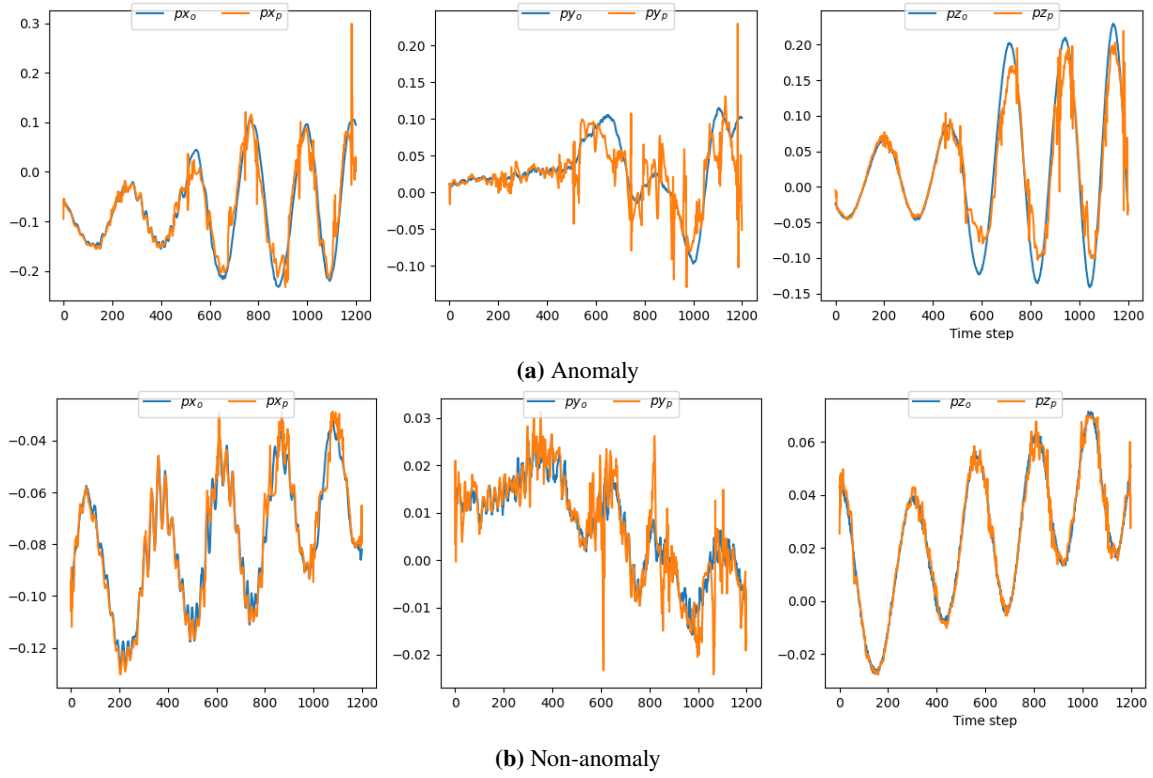 px_o px_p
0.3
0.2
0.1
0.0
−0.1
−0.2
0 200 400 600 800 1000 1200
py_o py_p
0.20
0.15
0.10
0.05
0.00
−0.05
−0.10
0 200 400 600 800 1000 1200
pz_o pz_p
0.20
0.15
0.10
0.05
0.00
−0.05
−0.10
−0.15
0 200 400 600 800 1000 1200
Time step
(a) Anomaly
px_o px_p
−0.04
−0.06
−0.08
−0.10
−0.12
0 200 400 600 800 1000 1200
py_o py_p
0.03
0.02
0.01
0.00
−0.01
−0.02
0 200 400 600 800 1000 1200
pz_o pz_p
0.06
0.04
0.02
0.00
−0.02
0 200 400 600 800 1000 1200
Time step
(b) Non-anomaly